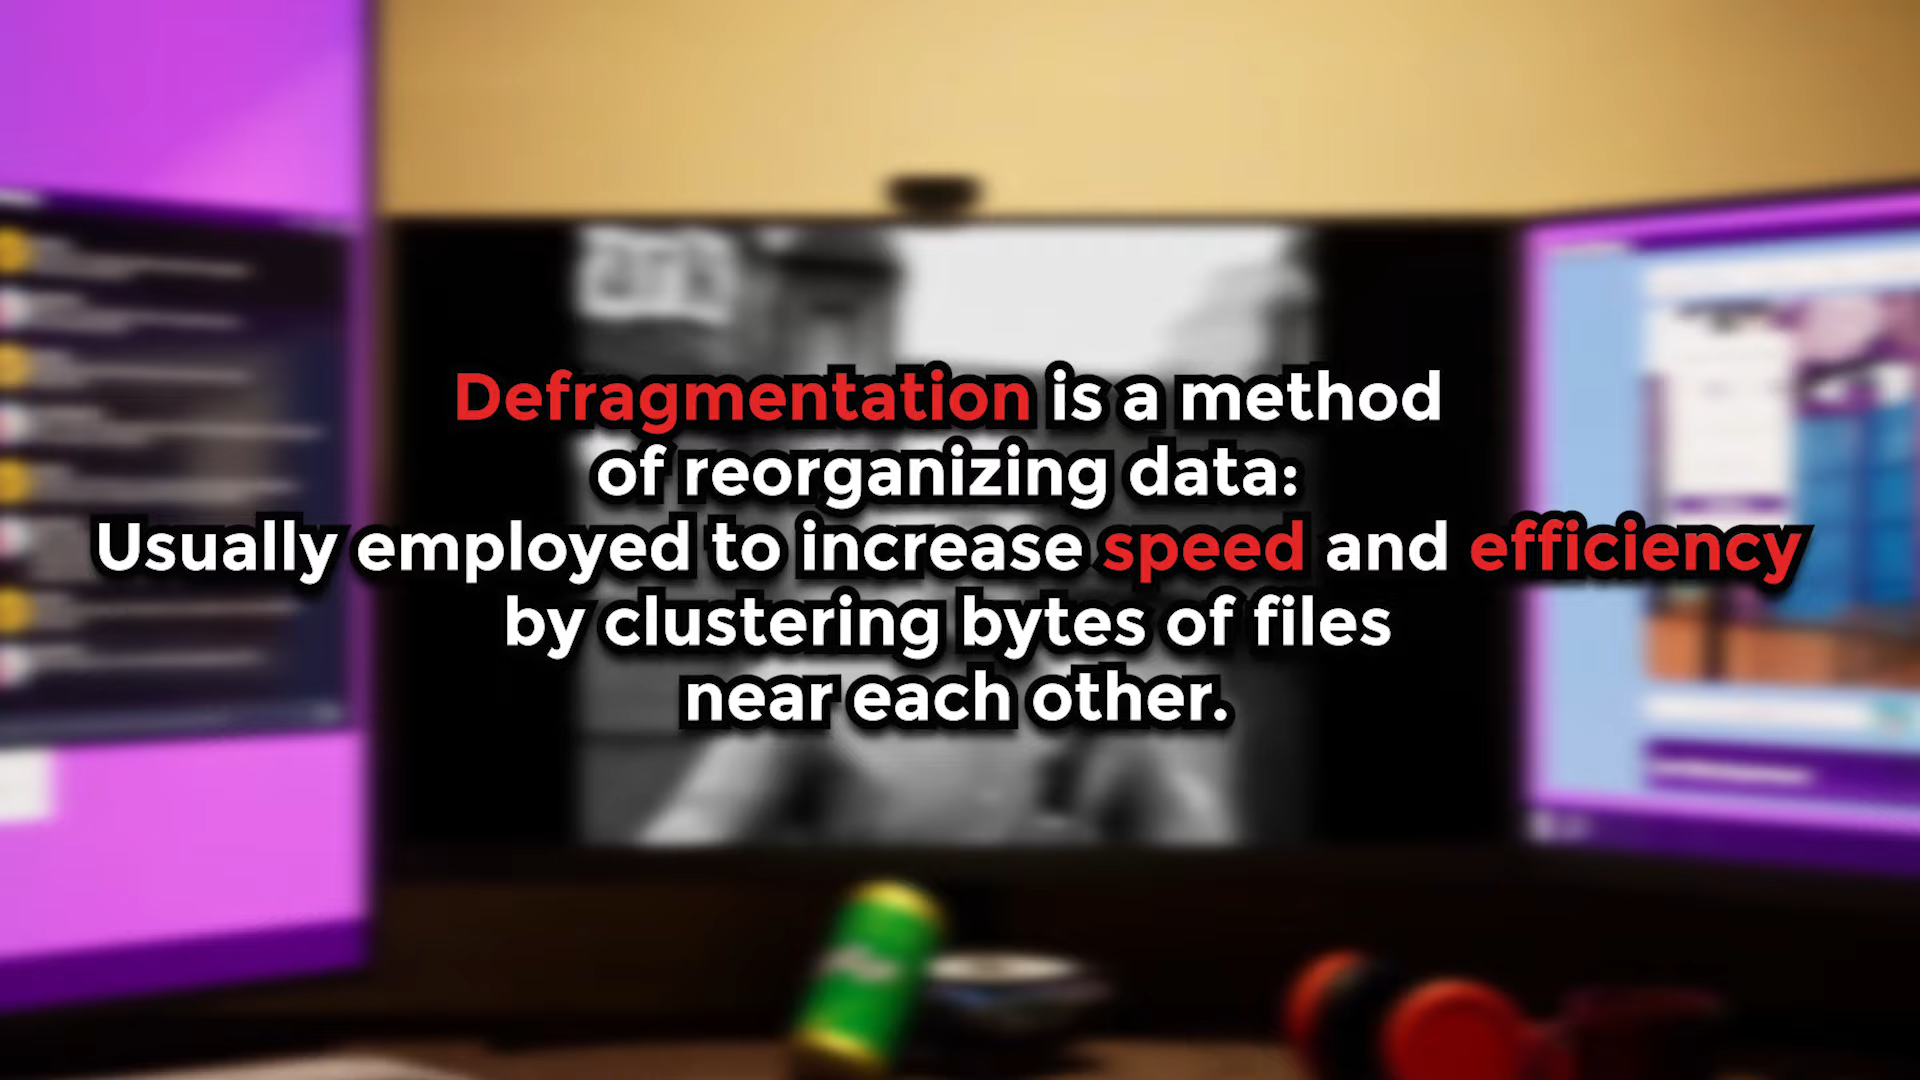 Defragmentation is a method
of reorganizing data:
Usually employed to increase speed and efficiency
by clustering bytes of files
near each other.